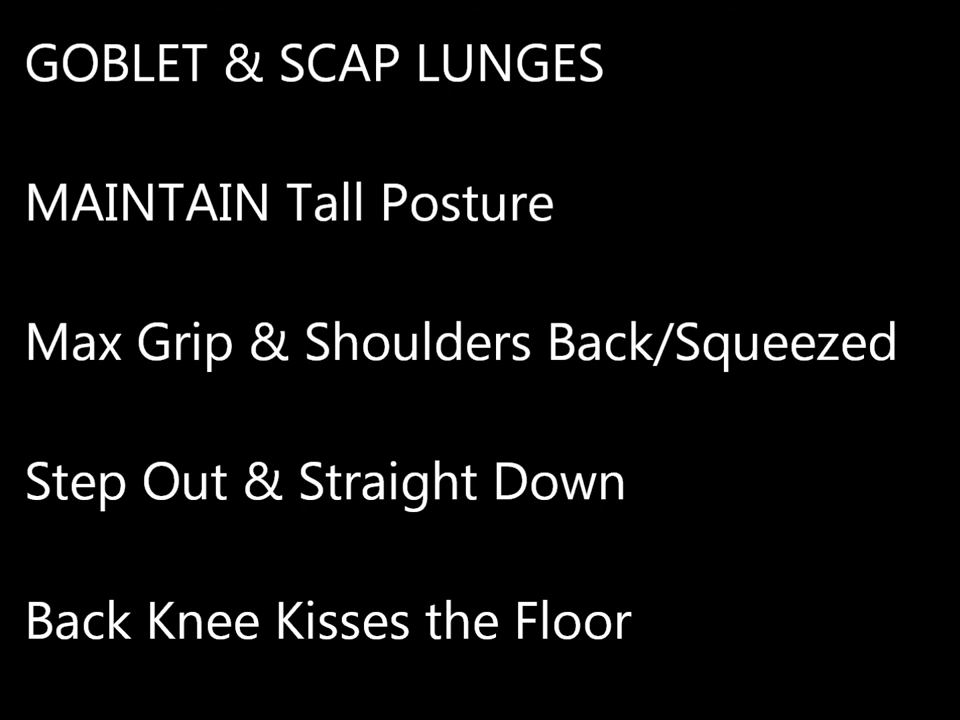 GOBLET & SCAP LUNGES
MAINTAIN Tall Posture
Max Grip & Shoulders Back/Squeezed
Step Out & Straight Down
Back Knee Kisses the Floor